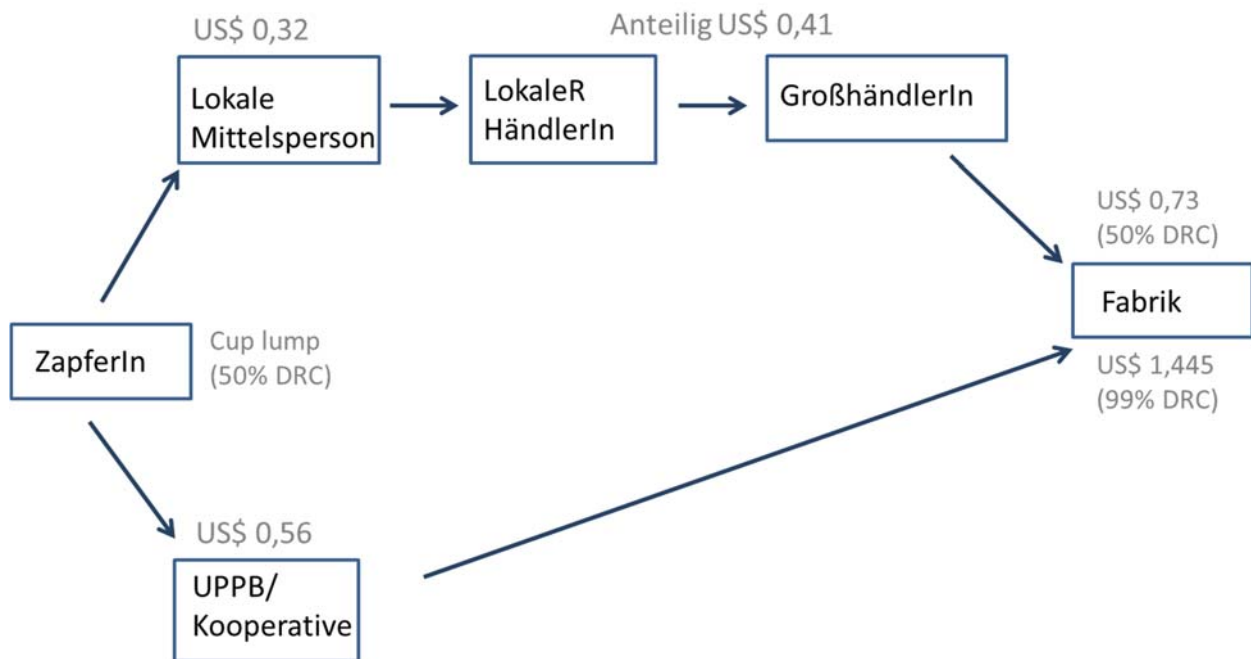 US$ 0,32
Anteilig US$ 0,41
Lokale
Mittelsperson
LokaleR
HändlerIn
GroßhändlerIn
US$ 0,73
(50% DRC)
Fabrik
US$ 1,445
(99% DRC)
ZapferIn
Cup lump
(50% DRC)
US$ 0,56
UPPB/
Kooperative